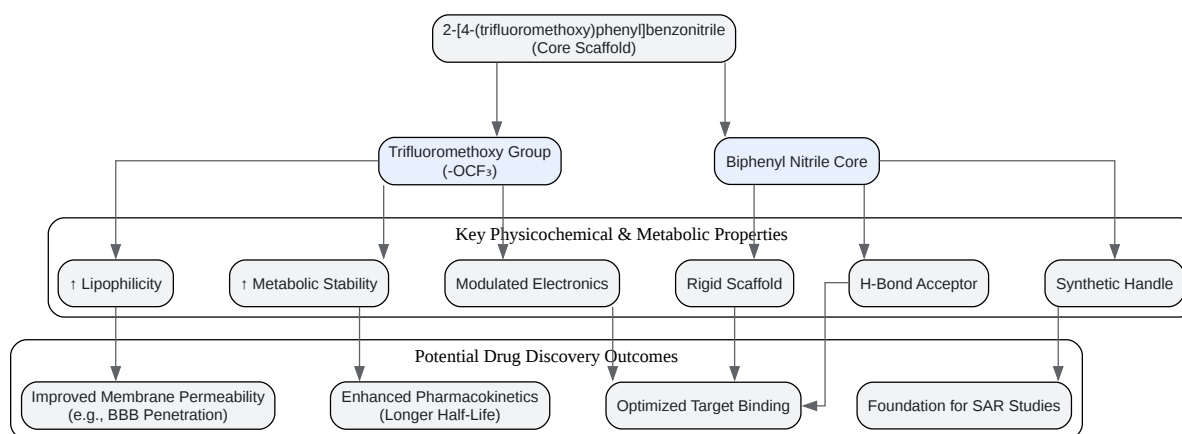 2-[4-(trifluoromethoxy)phenyl]benzonitrile
(Core Scaffold)
Trifluoromethoxy Group
(-OCF₃)
Biphenyl Nitrile Core
Key Physicochemical & Metabolic Properties
↑ Lipophilicity
↑ Metabolic Stability
Modulated Electronics
Rigid Scaffold
H-Bond Acceptor
Synthetic Handle
Potential Drug Discovery Outcomes
Improved Membrane Permeability
(e.g., BBB Penetration)
Enhanced Pharmacokinetics
(Longer Half-Life)
Optimized Target Binding
Foundation for SAR Studies